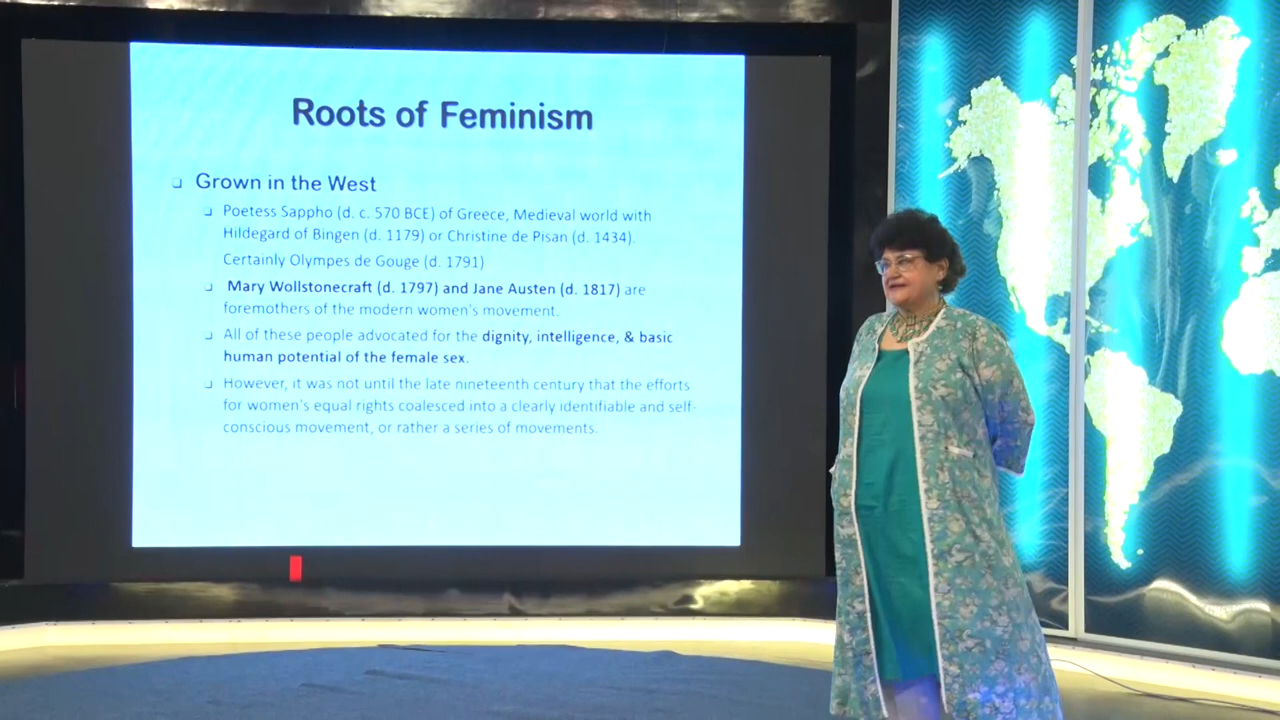 Roots of Feminism
Grown in the West
Poetess Sappho (d. c. 570 BCE) of Greece, Medieval world with
Hildegard of Bingen (d. 1179) or Christine de Pisan (d. 1434).
Certainly Olympes de Gouge (d. 1791)
Mary Wollstonecraft (d. 1797) and Jane Austen (d. 1817) are
foremothers of the modern women's movement.
All of these people advocated for the dignity, intelligence, & basic
human potential of the female sex.
However, it was not until the late nineteenth century that the efforts
for women's equal rights coalesced into a clearly identifiable and self-
conscious movement, or rather a series of movements.